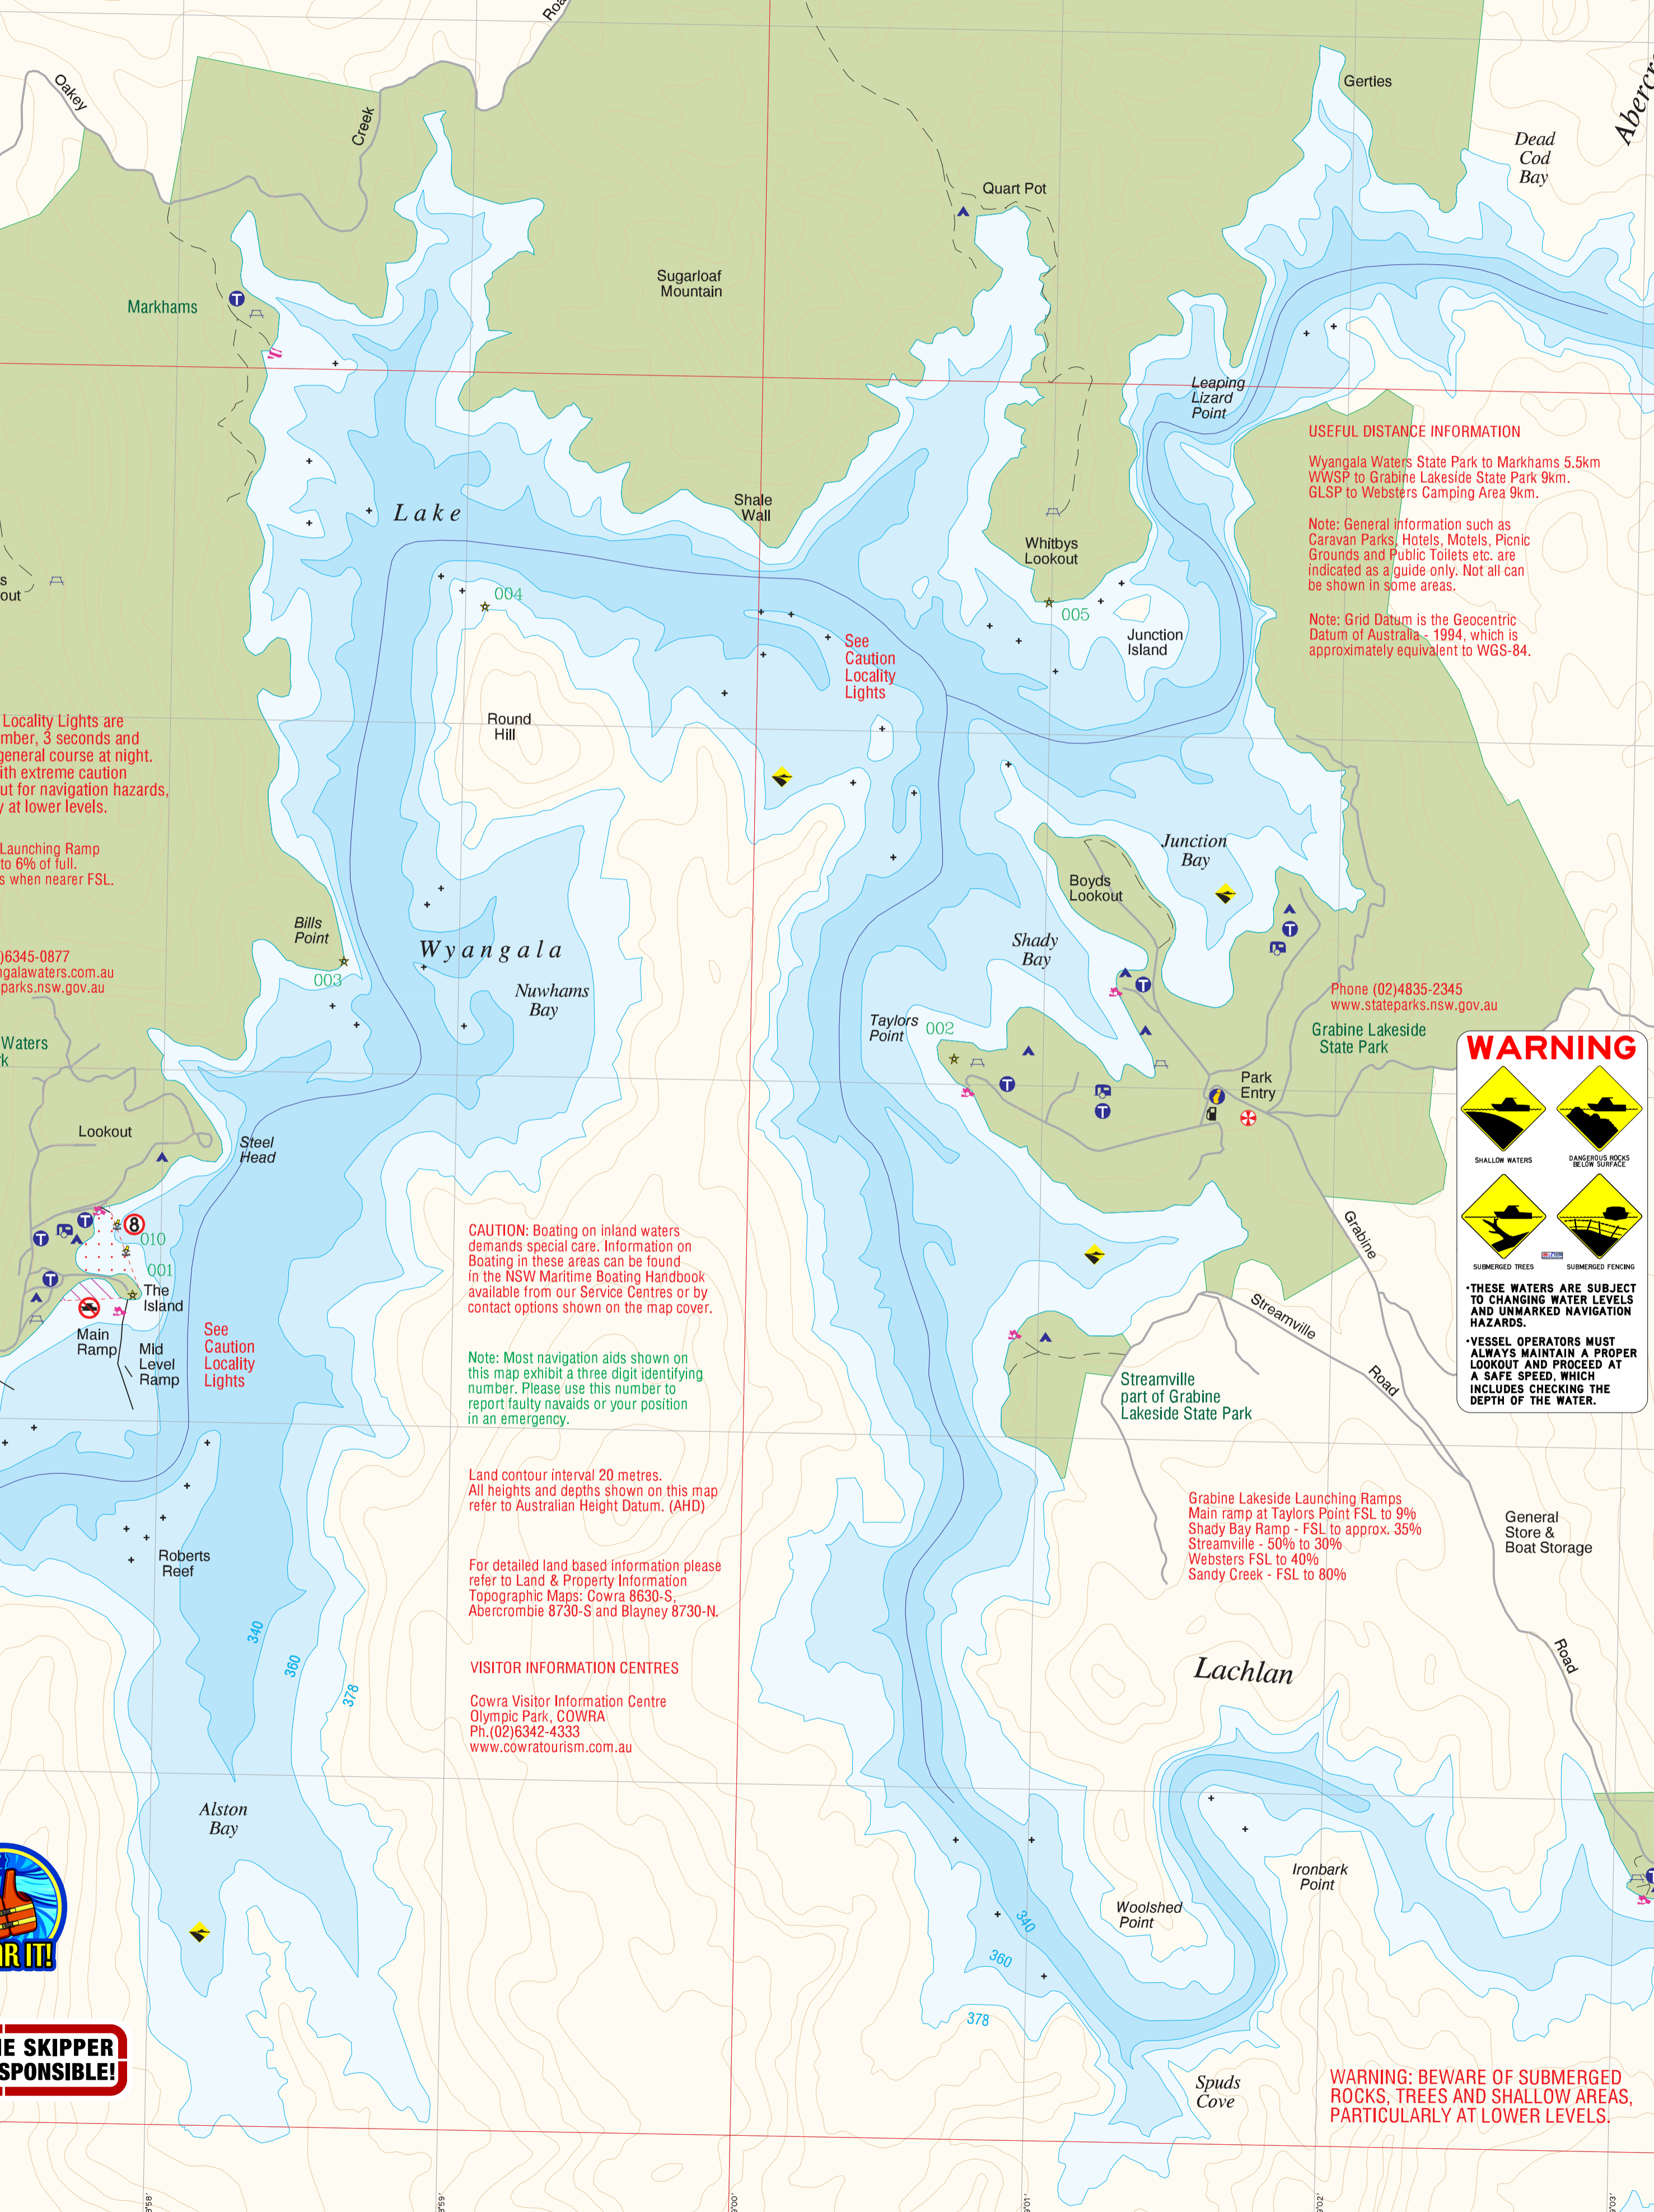 Oakey
Creek
Gerties
Dead
Cod
Bay
Quart Pot
Markhams
Sugarloaf
Mountain
Leaping
Lizard
Point
USEFUL DISTANCE INFORMATION
Wyangala Waters State Park to Markhams 5.5km
WWSP to Grabine Lakeside State Park 9km.
GLSP to Websters Camping Area 9km.
Note: General information such as
Caravan Parks, Hotels, Motels, Picnic
Grounds and Public Toilets etc. are
indicated as a guide only. Not all can
be shown in some areas.
Note: Grid Datum is the Geocentric
Datum of Australia - 1994, which is
approximately equivalent to WGS-84.
Lake
Shale
Wall
Whitbys
Lookout
004
005
Junction
Island
See
Caution
Locality
Lights
Round
Hill
Locality Lights are
mber, 3 seconds and
general course at night.
ith extreme caution
ut for navigation hazards,
y at lower levels.
Launching Ramp
to 6% of full.
s when nearer FSL.
Junction
Bay
Boyds
Lookout
Bills
Point
003
Wyangala
Nuwhams
Bay
Shady
Bay
)6345-0877
ngalawaters.com.au
parks.nsw.gov.au
Phone (02)4835-2345
www.stateparks.nsw.gov.au
Grabine Lakeside
State Park
Taylors
Point
002
Waters
k
Park
Entry
WARNING
SHALLOW WATERS
DANGEROUS ROCKS
BELOW SURFACE
SUBMERGED TREES
SUBMERGED FENCING
•THESE WATERS ARE SUBJECT
TO CHANGING WATER LEVELS
AND UNMARKED NAVIGATION
HAZARDS.
•VESSEL OPERATORS MUST
ALWAYS MAINTAIN A PROPER
LOOKOUT AND PROCEED AT
A SAFE SPEED, WHICH
INCLUDES CHECKING THE
DEPTH OF THE WATER.
Lookout
Steel
Head
8
010
001
The
Island
Main
Ramp
Mid
Level
Ramp
See
Caution
Locality
Lights
CAUTION: Boating on inland waters
demands special care. Information on
Boating in these areas can be found
in the NSW Maritime Boating Handbook
available from our Service Centres or by
contact options shown on the map cover.
Note: Most navigation aids shown on
this map exhibit a three digit identifying
number. Please use this number to
report faulty navaids or your position
in an emergency.
Land contour interval 20 metres.
All heights and depths shown on this map
refer to Australian Height Datum. (AHD)
For detailed land based information please
refer to Land & Property Information
Topographic Maps: Cowra 8630-S,
Abercrombie 8730-S and Blayney 8730-N.
VISITOR INFORMATION CENTRES
Cowra Visitor Information Centre
Olympic Park, COWRA
Ph.(02)6342-4333
www.cowratourism.com.au
Grabine
Road
Streamville
Road
Streamville
part of Grabine
Lakeside State Park
Grabine Lakeside Launching Ramps
Main ramp at Taylors Point FSL to 9%
Shady Bay Ramp - FSL to approx. 35%
Streamville - 50% to 30%
Websters FSL to 40%
Sandy Creek - FSL to 80%
General
Store &
Boat Storage
Roberts
Reef
340
360
378
Lachlan
Alston
Bay
Ironbark
Point
Woolshed
Point
340
360
378
Spuds
Cove
IE SKIPPER
SPONSIBLE!
WARNING: BEWARE OF SUBMERGED
ROCKS, TREES AND SHALLOW AREAS,
PARTICULARLY AT LOWER LEVELS.